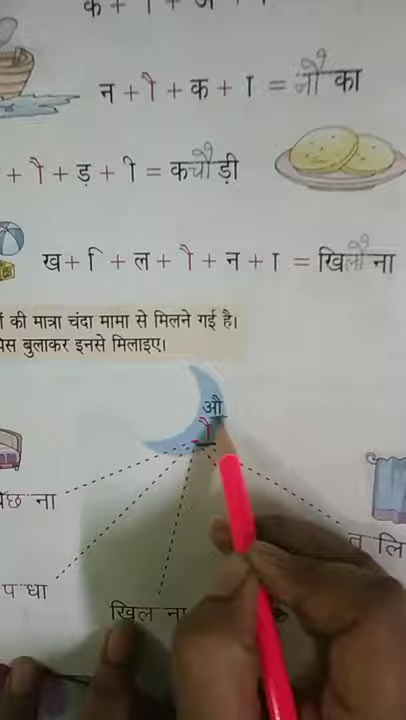 न + ौ + क + ा = नौका
+ ौ + ड़ + ी = कचौड़ी
ख + ि + ल + ौ + न + ा = खिलौना
की मात्रा चंदा मामा से मिलने गई है।
बुलाकर इनसे मिलाइए।
औ
ौ
छ ना
त लि
प धा
खिल ना